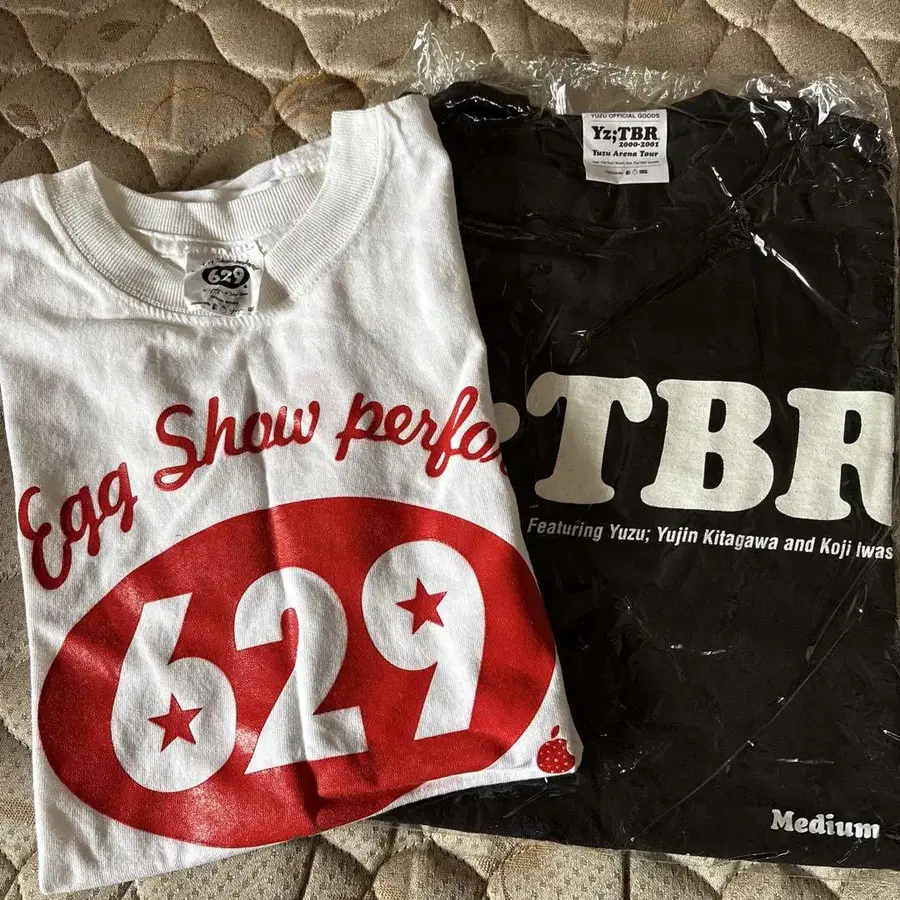 629
Egg Show perfo
629
YUZU OFFICIAL GOODS
Yz;TBR
2000-2001
Yuzu Arena Tour
;TBR
Featuring Yuzu; Yujin Kitagawa and Koji Iwas
Medium